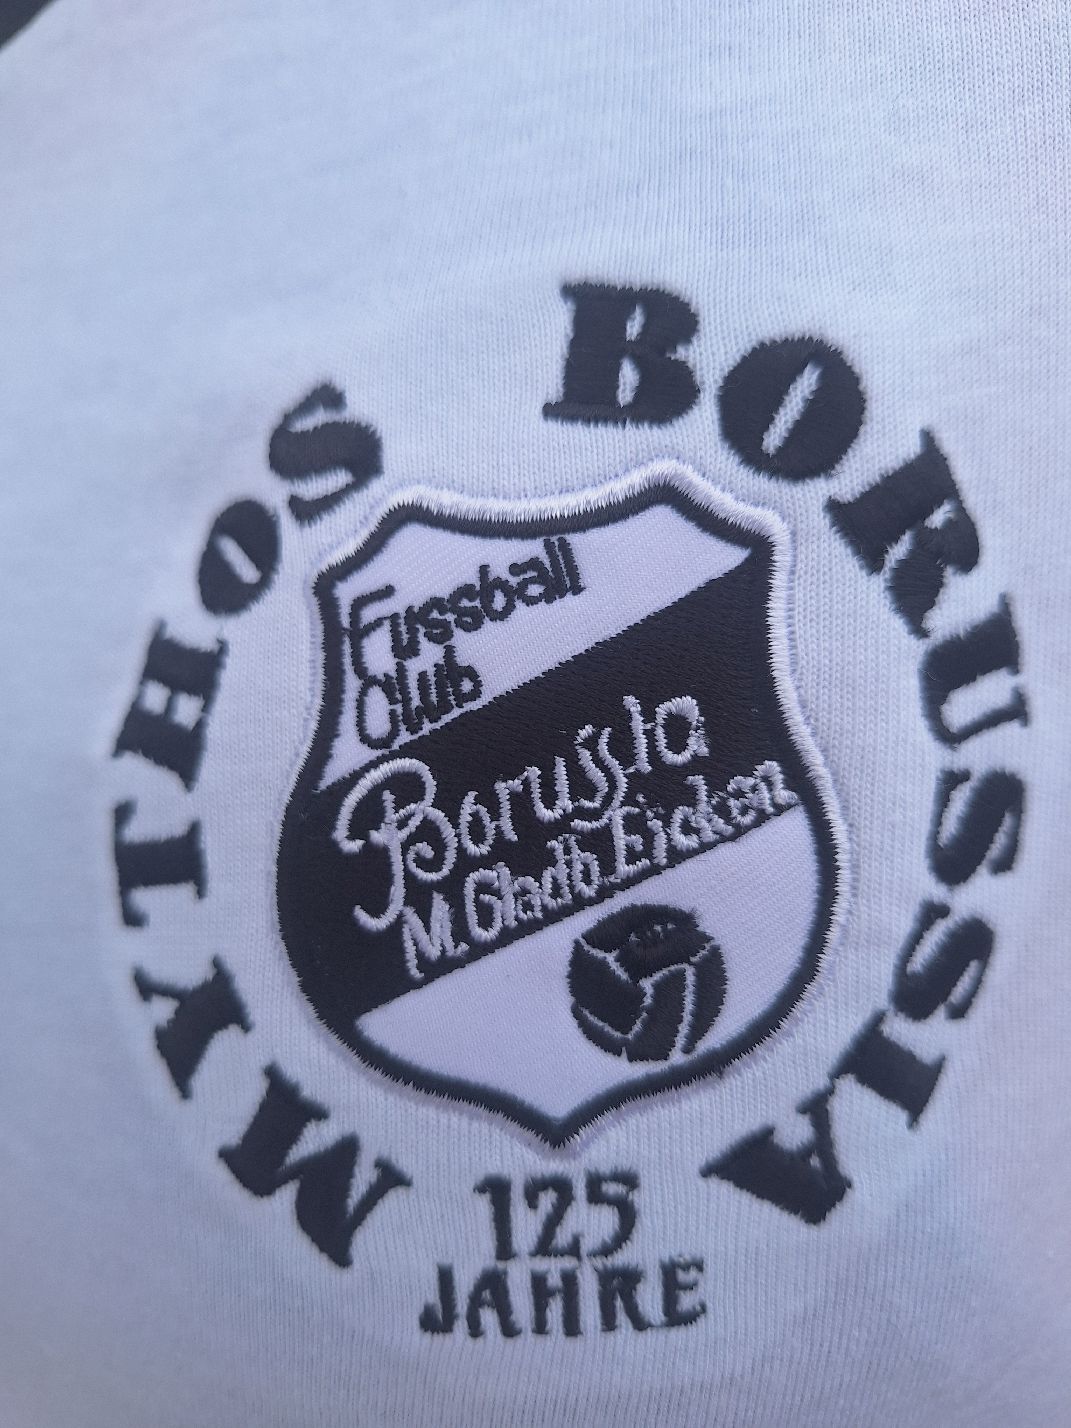 MYTHOS BORUSSIA
Fussball
Club
Borussia
M. Gladb. Eicken
125
JAHRE